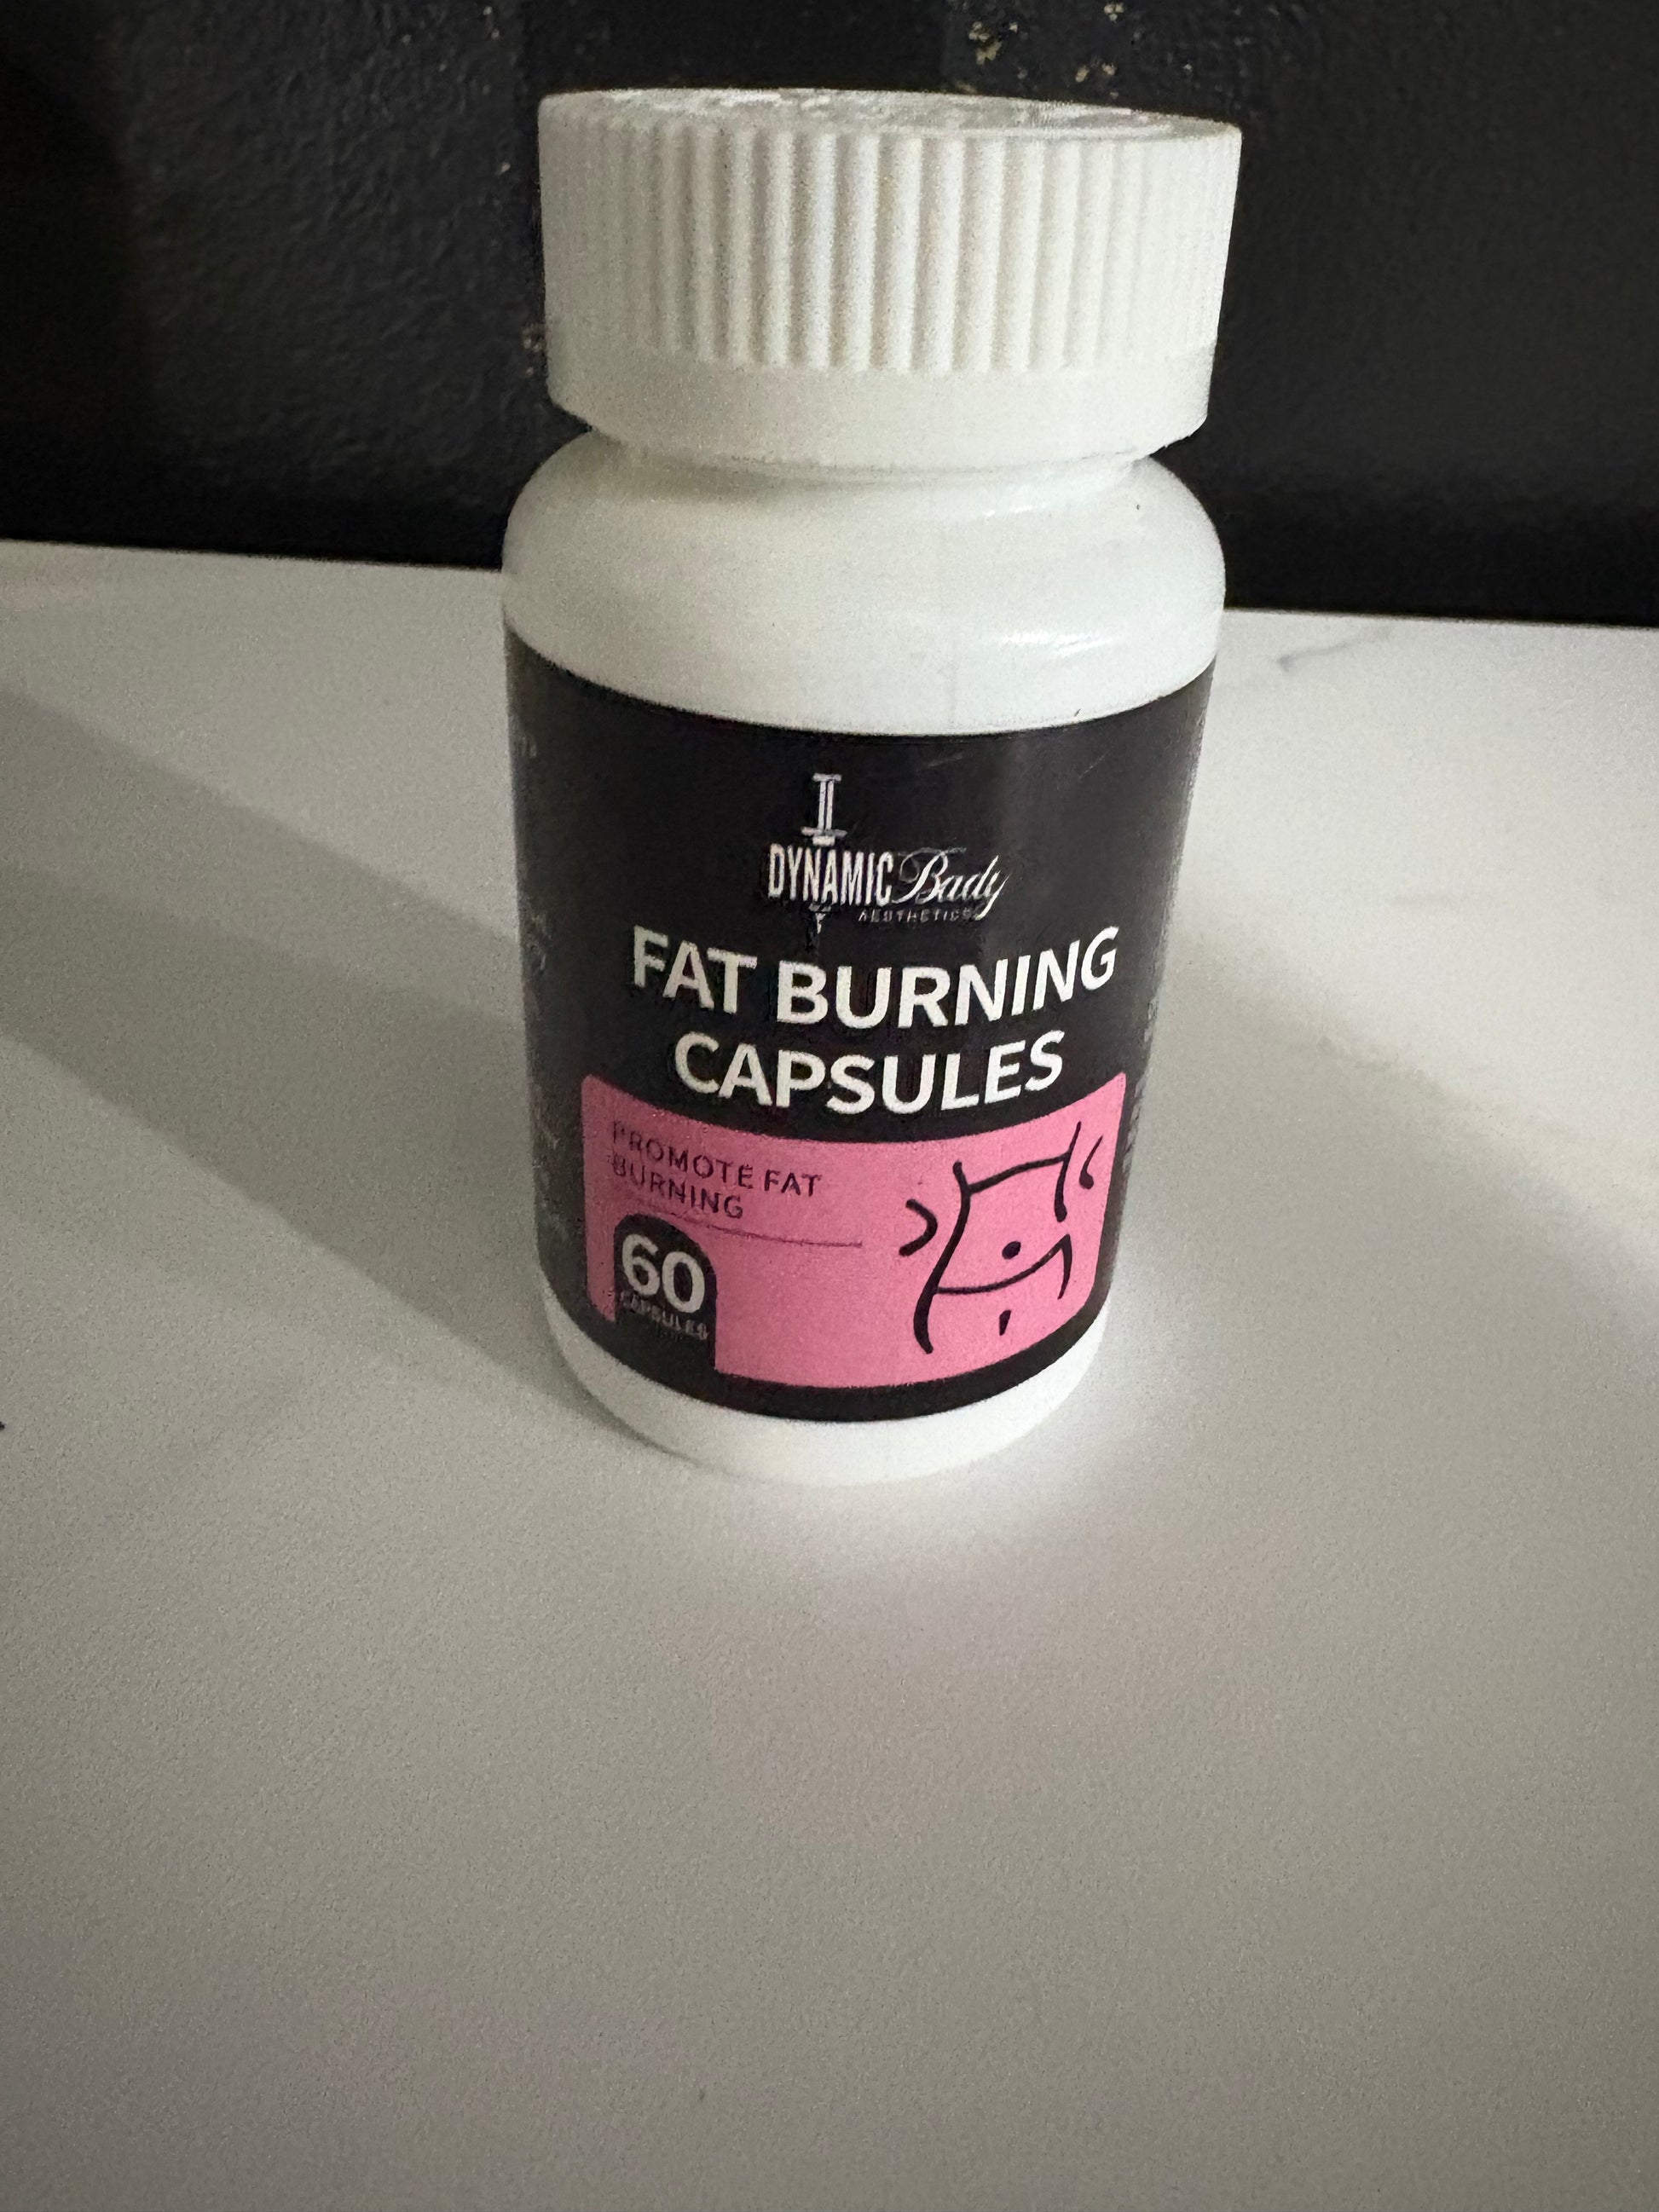 DYNAMIC Body
AESTHETICS
FAT BURNING
CAPSULES
PROMOTE FAT
BURNING
60
CAPSULES